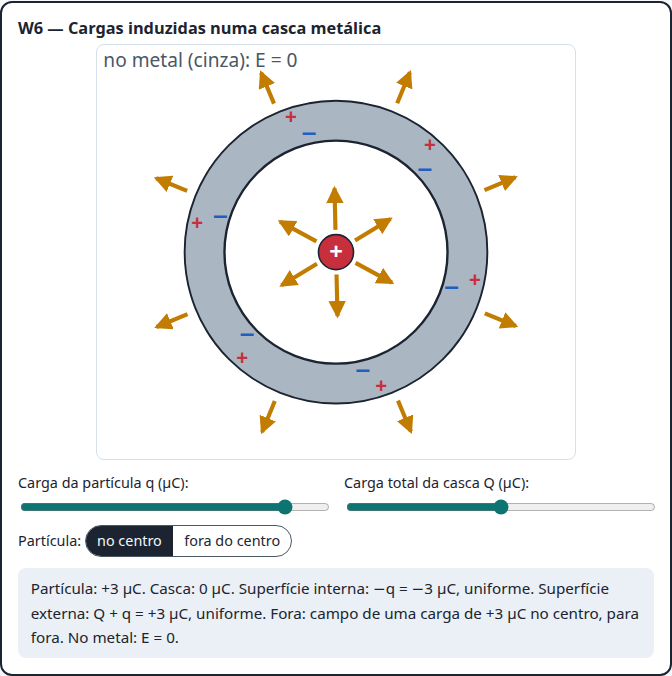 W6 — Cargas induzidas numa casca metálica
no metal (cinza): E = 0
+
−
+
−
+
−
+
+
−
−
+
−
+
Carga da partícula q (µC):
Carga total da casca Q (µC):
Partícula:
no centro
fora do centro
Partícula: +3 µC. Casca: 0 µC. Superfície interna: −q = −3 µC, uniforme. Superfície
externa: Q + q = +3 µC, uniforme. Fora: campo de uma carga de +3 µC no centro, para
fora. No metal: E = 0.